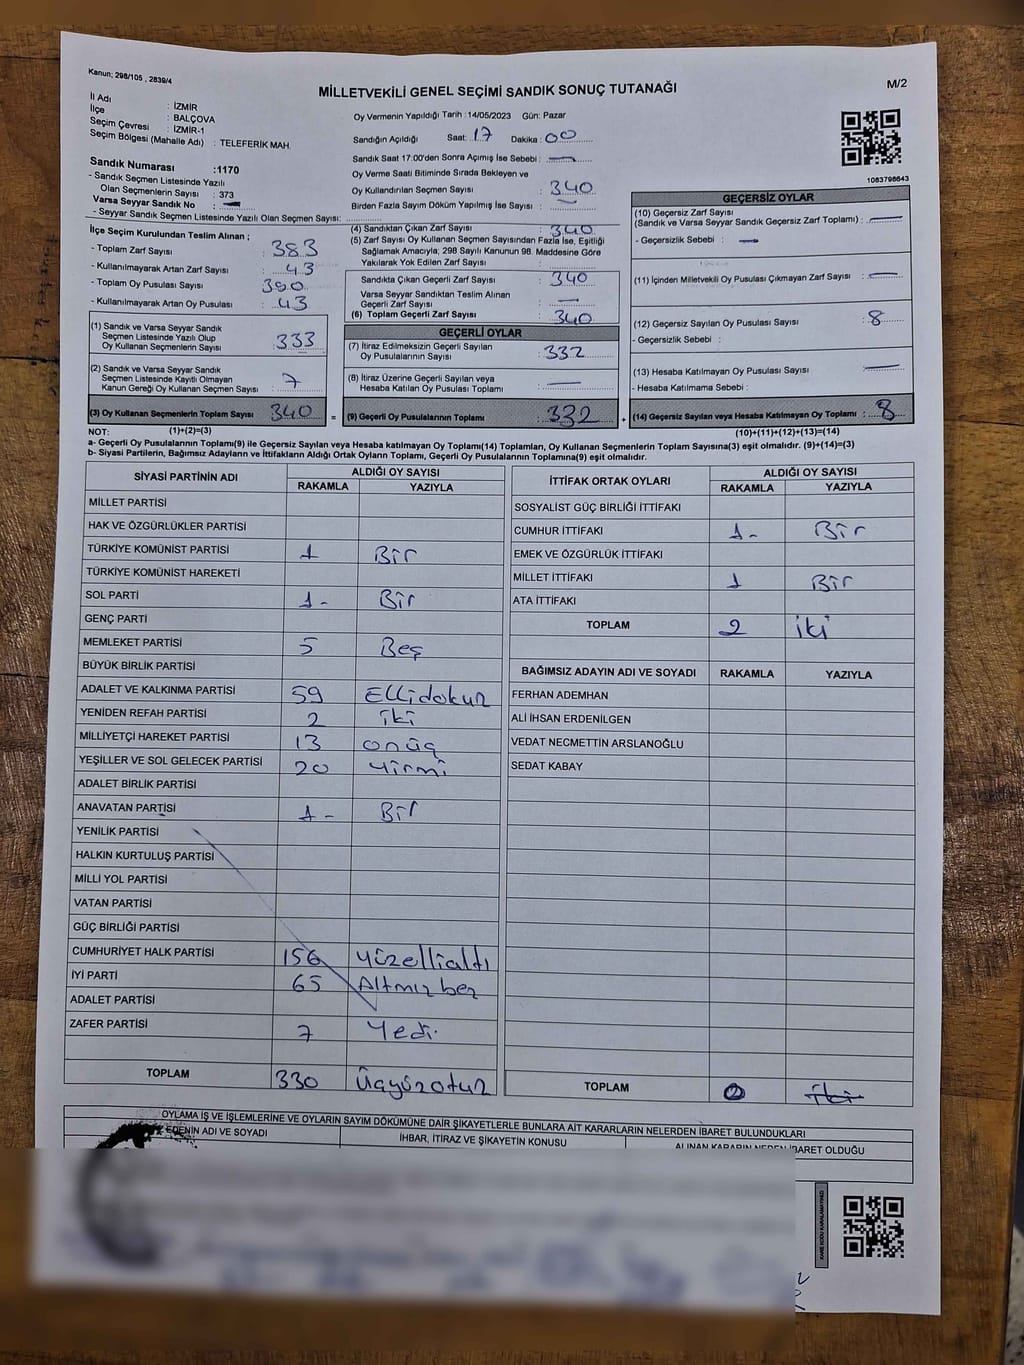 Kanun; 298/105 , 2839/4
M/2
MİLLETVEKİLİ GENEL SEÇİMİ SANDIK SONUÇ TUTANAĞI
İl Adı : İZMİR
İlçe : BALÇOVA
Seçim Çevresi : İZMİR-1
Seçim Bölgesi (Mahalle Adı) : TELEFERİK MAH.
Sandık Numarası :1170
- Sandık Seçmen Listesinde Yazılı
Olan Seçmenlerin Sayısı : 373
Varsa Seyyar Sandık No : —
- Seyyar Sandık Seçmen Listesinde Yazılı Olan Seçmen Sayısı:
Oy Vermenin Yapıldığı Tarih :14/05/2023 Gün: Pazar
Sandığın Açıldığı Saat: 17 Dakika: 00
Sandık Saat 17.00'den Sonra Açımış İse Sebebi : —
Oy Verme Saati Bitiminde Sırada Bekleyen ve
Oy Kullandırılan Seçmen Sayısı : 340
Birden Fazla Sayım Döküm Yapılmış İse Sayısı : —
1083798643
İlçe Seçim Kurulundan Teslim Alınan ;
- Toplam Zarf Sayısı : 383
- Kullanılmayarak Artan Zarf Sayısı : 43
- Toplam Oy Pusulası Sayısı : 380
- Kullanılmayarak Artan Oy Pusulası : 43
(1) Sandık ve Varsa Seyyar Sandık
Seçmen Listesinde Yazılı Olup
Oy Kullanan Seçmenlerin Sayısı : 333
(2) Sandık ve Varsa Seyyar Sandık
Seçmen Listesinde Kayıtlı Olmayan
Kanun Gereği Oy Kullanan Seçmen Sayısı : 7
(3) Oy Kullanan Seçmenlerin Toplam Sayısı : 340
(1)+(2)=(3)
(4) Sandıktan Çıkan Zarf Sayısı : 340
(5) Zarf Sayısı Oy Kullanan Seçmen Sayısından Fazla İse, Eşitliği
Sağlamak Amacıyla, 298 Sayılı Kanunun 98. Maddesine Göre
Yakılarak Yok Edilen Zarf Sayısı :
Sandıkta Çıkan Geçerli Zarf Sayısı : 340
Varsa Seyyar Sandıktan Teslim Alınan
Geçerli Zarf Sayısı : —
(6) Toplam Geçerli Zarf Sayısı : 340
GEÇERLİ OYLAR
(7) İtiraz Edilmeksizin Geçerli Sayılan
Oy Pusulalarının Sayısı : 332
(8) İtiraz Üzerine Geçerli Sayılan veya
Hesaba Katılan Oy Pusulası Toplamı : —
= (9) Geçerli Oy Pusulalarının Toplamı : 332
GEÇERSİZ OYLAR
(10) Geçersiz Zarf Sayısı
(Sandık ve Varsa Seyyar Sandık Geçersiz Zarf Toplamı) : —
- Geçersizlik Sebebi : —
(11) İçinden Milletvekili Oy Pusulası Çıkmayan Zarf Sayısı : —
(12) Geçersiz Sayılan Oy Pusulası Sayısı : 8
- Geçersizlik Sebebi :
(13) Hesaba Katılmayan Oy Pusulası Sayısı : —
- Hesaba Katılmama Sebebi :
+ (14) Geçersiz Sayılan veya Hesaba Katılmayan Oy Toplamı : 8
(10)+(11)+(12)+(13)=(14)
NOT:
a- Geçerli Oy Pusulalarının Toplamı(9) ile Geçersiz Sayılan veya Hesaba katılmayan Oy Toplamı(14) Toplamları, Oy Kullanan Seçmenlerin Toplam Sayısına(3) eşit olmalıdır. (9)+(14)=(3)
b- Siyasi Partilerin, Bağımsız Adayların ve İttifakların Aldığı Ortak Oyların Toplamı, Geçerli Oy Pusulalarının Toplamına(9) eşit olmalıdır.
SİYASİ PARTİNİN ADI ALDIĞI OY SAYISI
RAKAMLA YAZIYLA
MİLLET PARTİSİ
HAK VE ÖZGÜRLÜKLER PARTİSİ
TÜRKİYE KOMÜNİST PARTİSİ 1 Bir
TÜRKİYE KOMÜNİST HAREKETİ
SOL PARTİ 1- Bir
GENÇ PARTİ
MEMLEKET PARTİSİ 5 Beş
BÜYÜK BİRLİK PARTİSİ
ADALET VE KALKINMA PARTİSİ 59 Ellidokuz
YENİDEN REFAH PARTİSİ 2 iki
MİLLİYETÇİ HAREKET PARTİSİ 13 onüç
YEŞİLLER VE SOL GELECEK PARTİSİ 20 Yirmi
ADALET BİRLİK PARTİSİ
ANAVATAN PARTİSİ 1- Bir
YENİLİK PARTİSİ
HALKIN KURTULUŞ PARTİSİ
MİLLİ YOL PARTİSİ
VATAN PARTİSİ
GÜÇ BİRLİĞİ PARTİSİ
CUMHURİYET HALK PARTİSİ 156 Yüzellialtı
İYİ PARTİ 65 Altmızbeş
ADALET PARTİSİ
ZAFER PARTİSİ 7 Yedi
TOPLAM 330 Üçyüzotuz
İTTİFAK ORTAK OYLARI ALDIĞI OY SAYISI
RAKAMLA YAZIYLA
SOSYALİST GÜÇ BİRLİĞİ İTTİFAKI
CUMHUR İTTİFAKI 1- Bir
EMEK VE ÖZGÜRLÜK İTTİFAKI
MİLLET İTTİFAKI 1 Bir
ATA İTTİFAKI
TOPLAM 2 iki
BAĞIMSIZ ADAYIN ADI VE SOYADI RAKAMLA YAZIYLA
FERHAN ADEMHAN
ALİ İHSAN ERDENİLGEN
VEDAT NECMETTİN ARSLANOĞLU
SEDAT KABAY
TOPLAM
OYLAMA İŞ VE İŞLEMLERİNE VE OYLARIN SAYIM DÖKÜMÜNE DAİR ŞİKAYETLERLE BUNLARA AİT KARARLARIN NELERDEN İBARET BULUNDUKLARI
EDENİN ADI VE SOYADI İHBAR, İTİRAZ VE ŞİKAYETİN KONUSU ALINAN KARARIN NEDEN İBARET OLDUĞU
KARE KODU KARALAMAYINIZ!